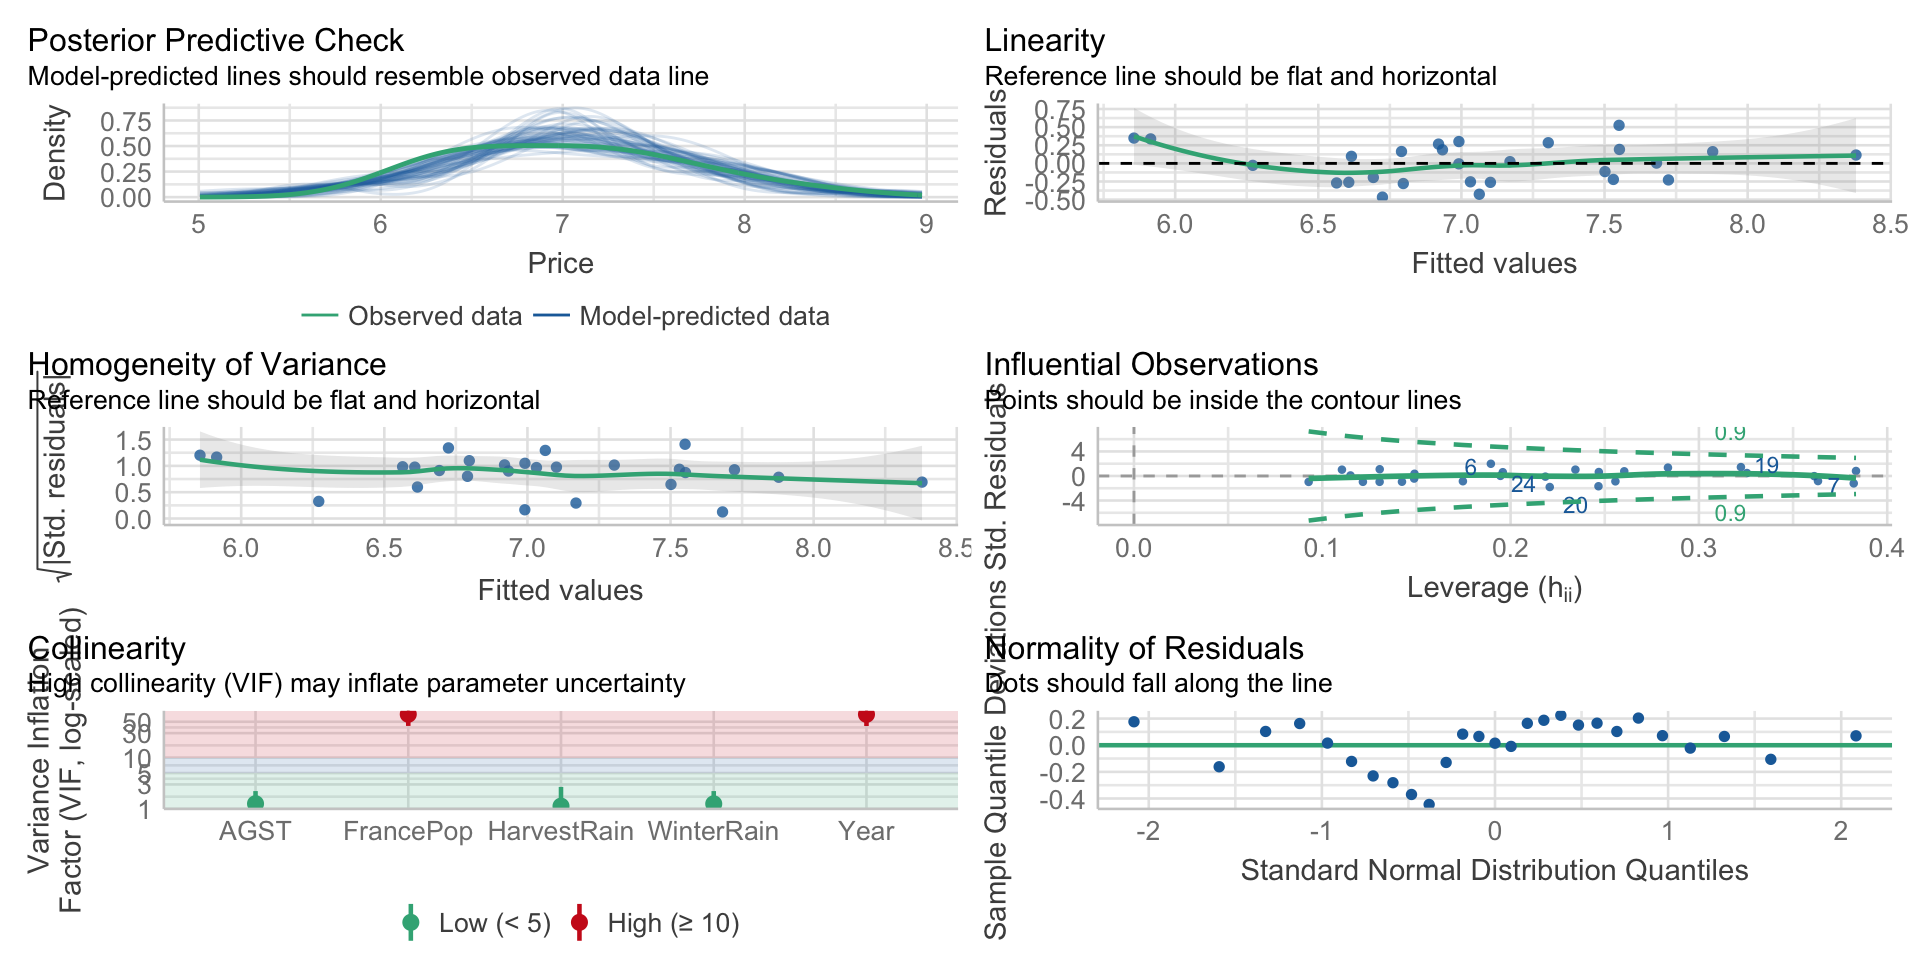 Posterior Predictive Check
Model-predicted lines should resemble observed data line
Density
0.75
0.50
0.25
0.00
5 6 7 8 9
Price
Observed data Model-predicted data
Linearity
Reference line should be flat and horizontal
Residuals
0.75
0.50
0.25
0.00
-0.25
-0.50
6.0 6.5 7.0 7.5 8.0 8.5
Fitted values
Homogeneity of Variance
Reference line should be flat and horizontal
√|Std. residuals|
1.5
1.0
0.5
0.0
6.0 6.5 7.0 7.5 8.0 8.5
Fitted values
Influential Observations
Points should be inside the contour lines
Std. Residuals
4
0
-4
0.9
6
19
24
7
20
0.9
0.0 0.1 0.2 0.3 0.4
Leverage (hii)
Collinearity
High collinearity (VIF) may inflate parameter uncertainty
Variance Inflation
Factor (VIF, log-scaled)
50
30
10
5
3
1
AGST FrancePop HarvestRain WinterRain Year
Low (< 5) High (≥ 10)
Normality of Residuals
Dots should fall along the line
Sample Quantile Deviations
0.2
0.0
-0.2
-0.4
-2 -1 0 1 2
Standard Normal Distribution Quantiles